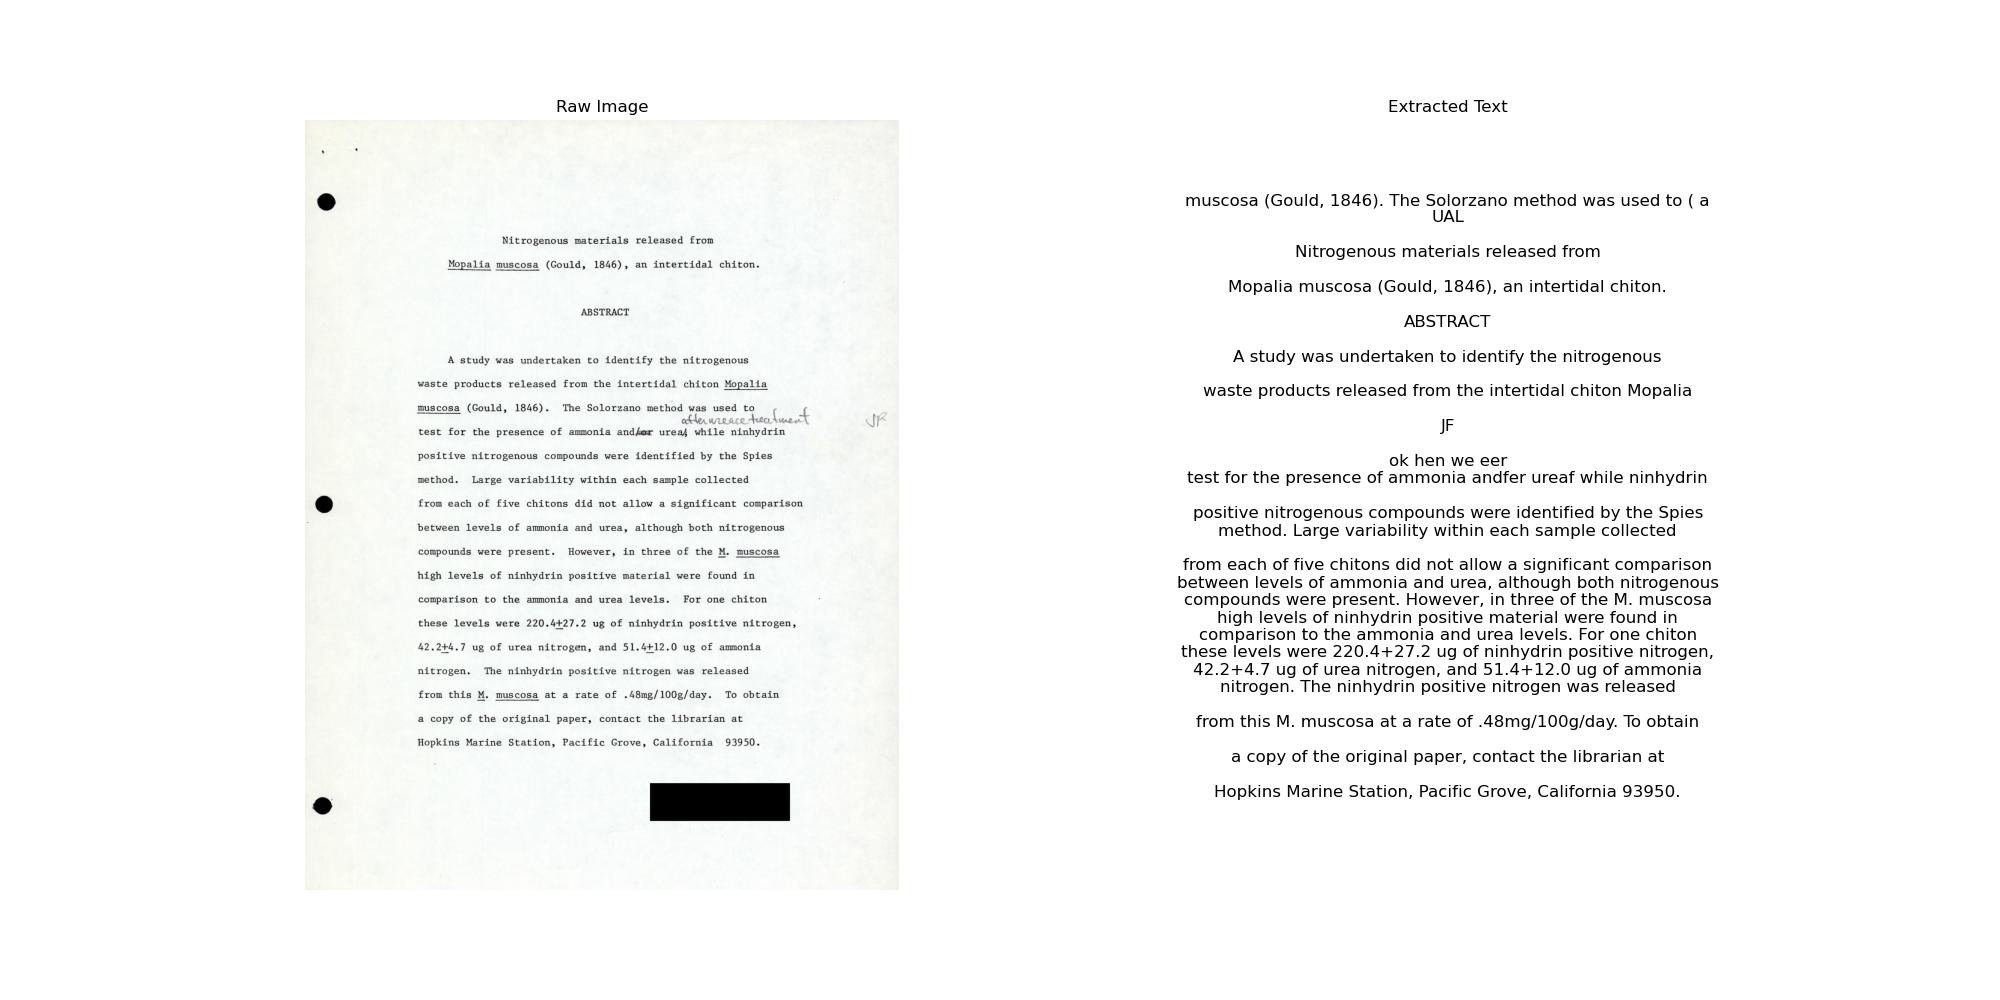 Raw Image
Nitrogenous materials released from
Mopalia muscosa (Gould, 1846), an intertidal chiton.
ABSTRACT
A study was undertaken to identify the nitrogenous
waste products released from the intertidal chiton Mopalia
muscosa (Gould, 1846). The Solorzano method was used to
after urease treatment
JF
test for the presence of ammonia and/or urea, while ninhydrin
positive nitrogenous compounds were identified by the Spies
method. Large variability within each sample collected
from each of five chitons did not allow a significant comparison
between levels of ammonia and urea, although both nitrogenous
compounds were present. However, in three of the M. muscosa
high levels of ninhydrin positive material were found in
comparison to the ammonia and urea levels. For one chiton
these levels were 220.4±27.2 ug of ninhydrin positive nitrogen,
42.2±4.7 ug of urea nitrogen, and 51.4±12.0 ug of ammonia
nitrogen. The ninhydrin positive nitrogen was released
from this M. muscosa at a rate of .48mg/100g/day. To obtain
a copy of the original paper, contact the librarian at
Hopkins Marine Station, Pacific Grove, California 93950.
Extracted Text
muscosa (Gould, 1846). The Solorzano method was used to ( a
UAL
Nitrogenous materials released from
Mopalia muscosa (Gould, 1846), an intertidal chiton.
ABSTRACT
A study was undertaken to identify the nitrogenous
waste products released from the intertidal chiton Mopalia
JF
ok hen we eer
test for the presence of ammonia andfer ureaf while ninhydrin
positive nitrogenous compounds were identified by the Spies
method. Large variability within each sample collected
from each of five chitons did not allow a significant comparison
between levels of ammonia and urea, although both nitrogenous
compounds were present. However, in three of the M. muscosa
high levels of ninhydrin positive material were found in
comparison to the ammonia and urea levels. For one chiton
these levels were 220.4+27.2 ug of ninhydrin positive nitrogen,
42.2+4.7 ug of urea nitrogen, and 51.4+12.0 ug of ammonia
nitrogen. The ninhydrin positive nitrogen was released
from this M. muscosa at a rate of .48mg/100g/day. To obtain
a copy of the original paper, contact the librarian at
Hopkins Marine Station, Pacific Grove, California 93950.